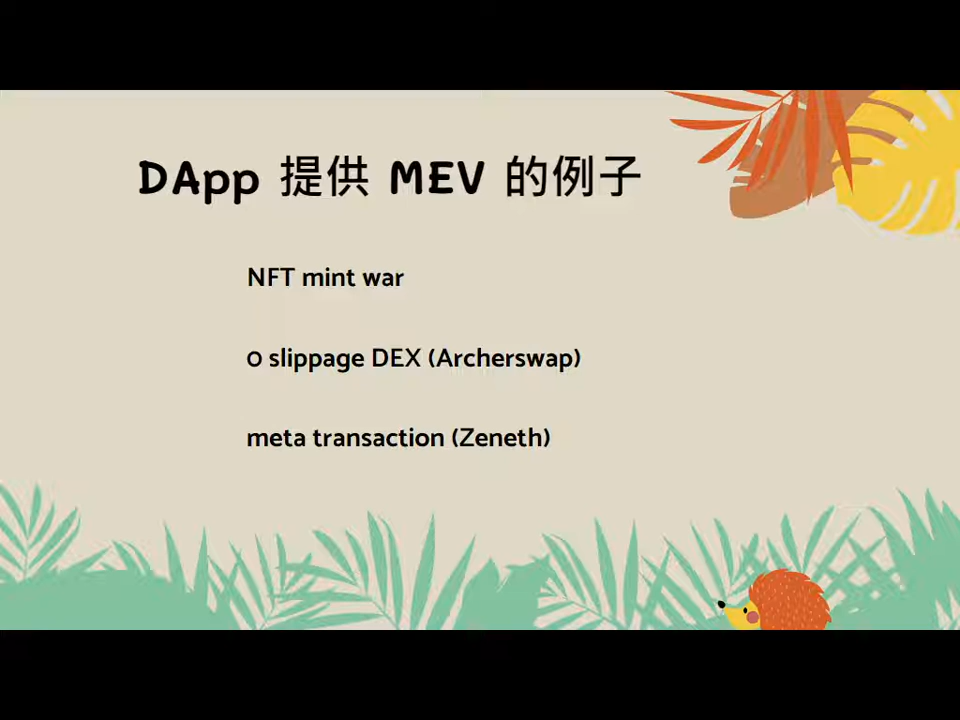 DApp 提供 MEV 的例子
NFT mint war
0 slippage DEX (Archerswap)
meta transaction (Zeneth)